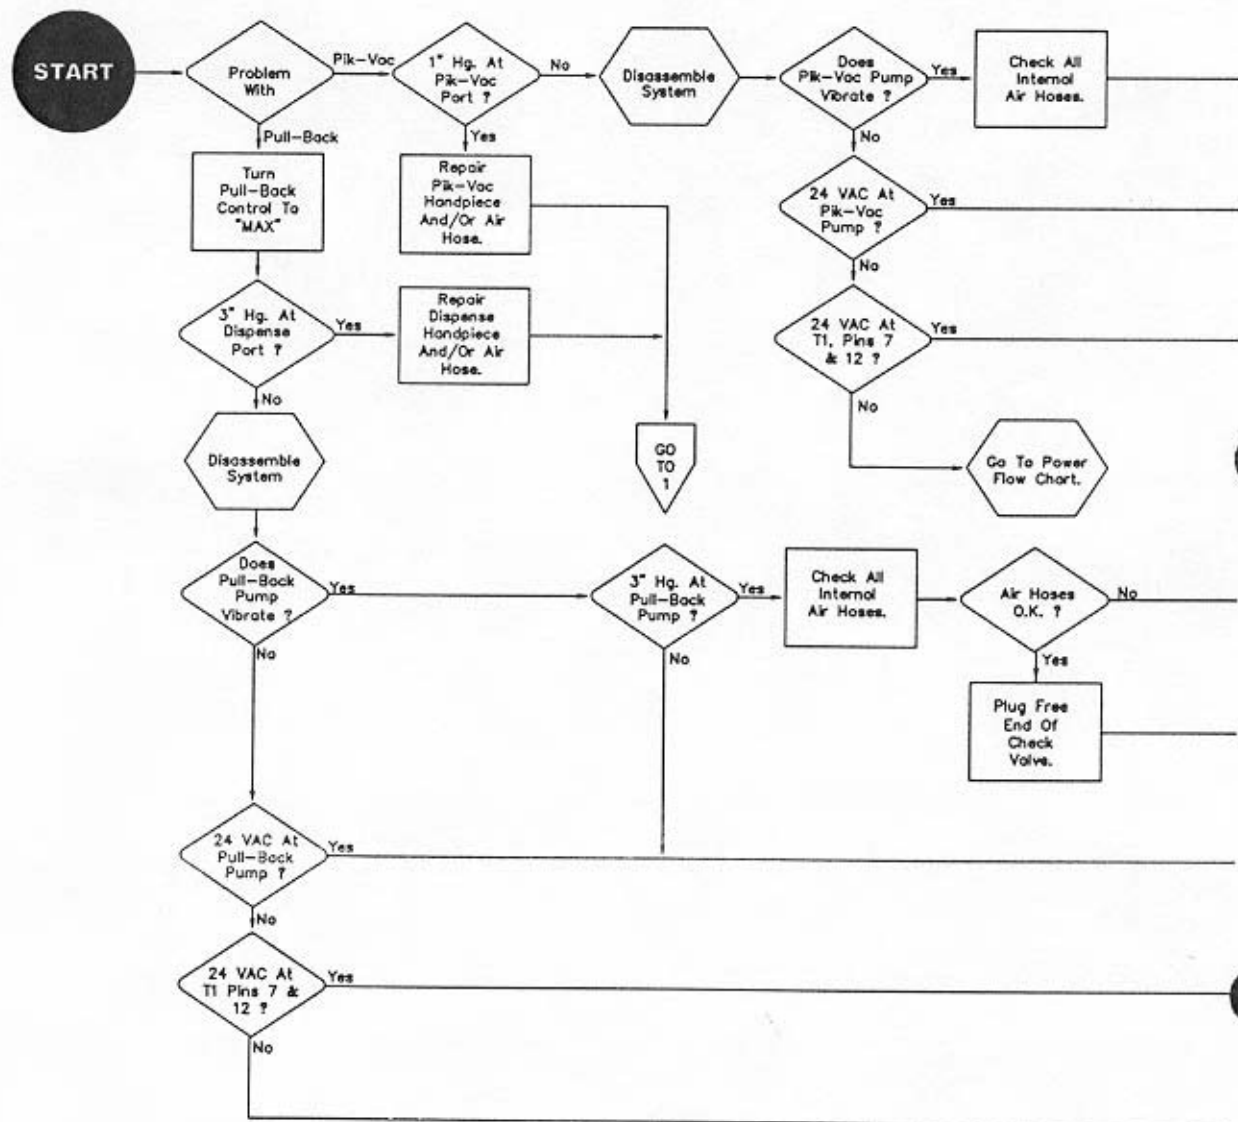 START
Problem
With
Pik-Vac
1" Hg. At
Pik-Vac
Port ?
No
Disassemble
System
Does
Pik-Vac Pump
Vibrate ?
Yes
Check All
Internal
Air Hoses.
Pull-Back
Yes
No
Turn
Pull-Back
Control To
"MAX"
Repair
Pik-Vac
Handpiece
And/Or Air
Hose.
24 VAC At
Pik-Vac
Pump ?
Yes
No
3" Hg. At
Dispense
Port ?
Yes
Repair
Dispense
Handpiece
And/Or Air
Hose.
24 VAC At
T1, Pins 7
& 12 ?
Yes
No
No
Disassemble
System
GO
TO
1
Go To Power
Flow Chart.
Does
Pull-Back
Pump
Vibrate ?
Yes
3" Hg. At
Pull-Back
Pump ?
Yes
Check All
Internal
Air Hoses.
Air Hoses
O.K. ?
No
No
No
Yes
Plug Free
End Of
Check
Valve.
24 VAC At
Pull-Back
Pump ?
Yes
No
24 VAC At
T1 Pins 7 &
12 ?
Yes
No